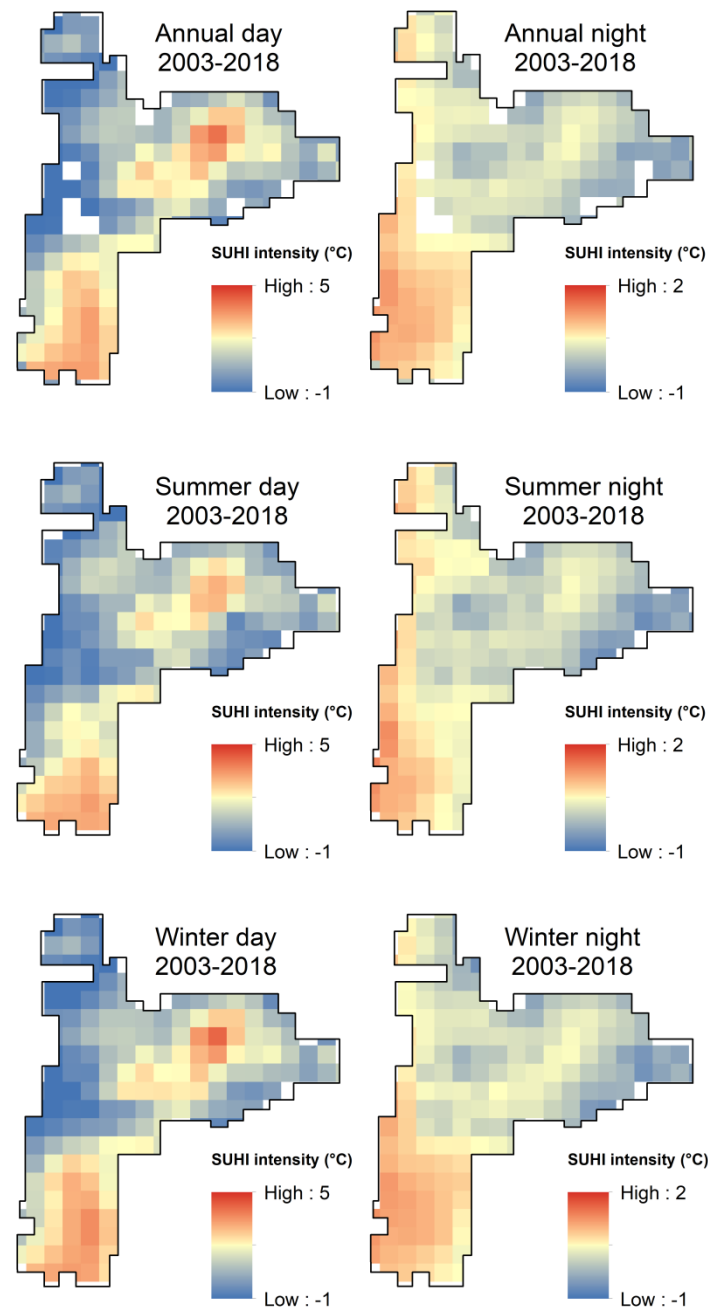 Annual day
2003-2018
SUHI intensity (°C)
High : 5
Low : -1
Annual night
2003-2018
SUHI intensity (°C)
High : 2
Low : -1
Summer day
2003-2018
SUHI intensity (°C)
High : 5
Low : -1
Summer night
2003-2018
SUHI intensity (°C)
High : 2
Low : -1
Winter day
2003-2018
SUHI intensity (°C)
High : 5
Low : -1
Winter night
2003-2018
SUHI intensity (°C)
High : 2
Low : -1